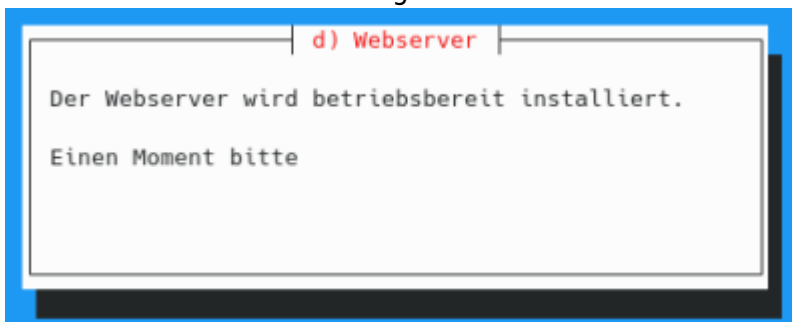 d) Webserver
Der Webserver wird betriebsbereit installiert.
Einen Moment bitte